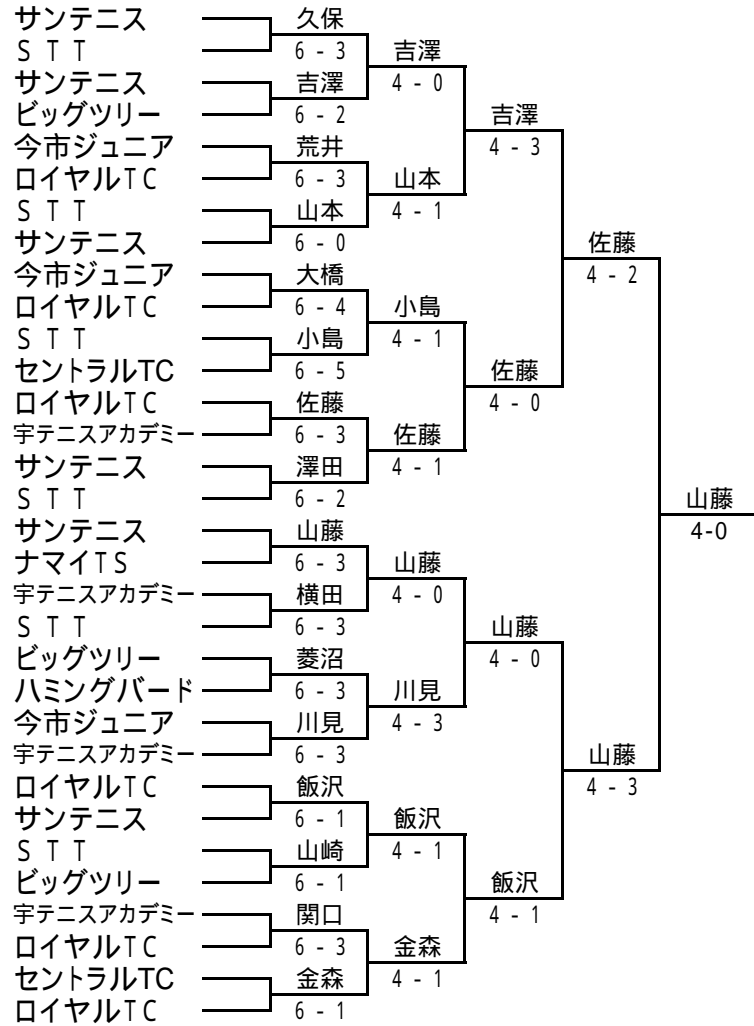 サンテニス
久保
ＳＴＴ
6 - 3
吉澤
サンテニス
吉澤
4 - 0
ビッグツリー
6 - 2
吉澤
今市ジュニア
荒井
4 - 3
ロイヤルTC
6 - 3
山本
ＳＴＴ
山本
4 - 1
サンテニス
6 - 0
佐藤
今市ジュニア
大橋
4 - 2
ロイヤルTC
6 - 4
小島
ＳＴＴ
小島
4 - 1
セントラルTC
6 - 5
佐藤
ロイヤルTC
佐藤
4 - 0
宇テニスアカデミー
6 - 3
佐藤
サンテニス
澤田
4 - 1
ＳＴＴ
6 - 2
山藤
サンテニス
山藤
4-0
ナマイTS
6 - 3
山藤
宇テニスアカデミー
横田
4 - 0
ＳＴＴ
6 - 3
山藤
ビッグツリー
菱沼
4 - 0
ハミングバード
6 - 3
川見
今市ジュニア
川見
4 - 3
宇テニスアカデミー
6 - 3
山藤
ロイヤルTC
飯沢
4 - 3
サンテニス
6 - 1
飯沢
ＳＴＴ
山崎
4 - 1
ビッグツリー
6 - 1
飯沢
宇テニスアカデミー
関口
4 - 1
ロイヤルTC
6 - 3
金森
セントラルTC
金森
4 - 1
ロイヤルTC
6 - 1